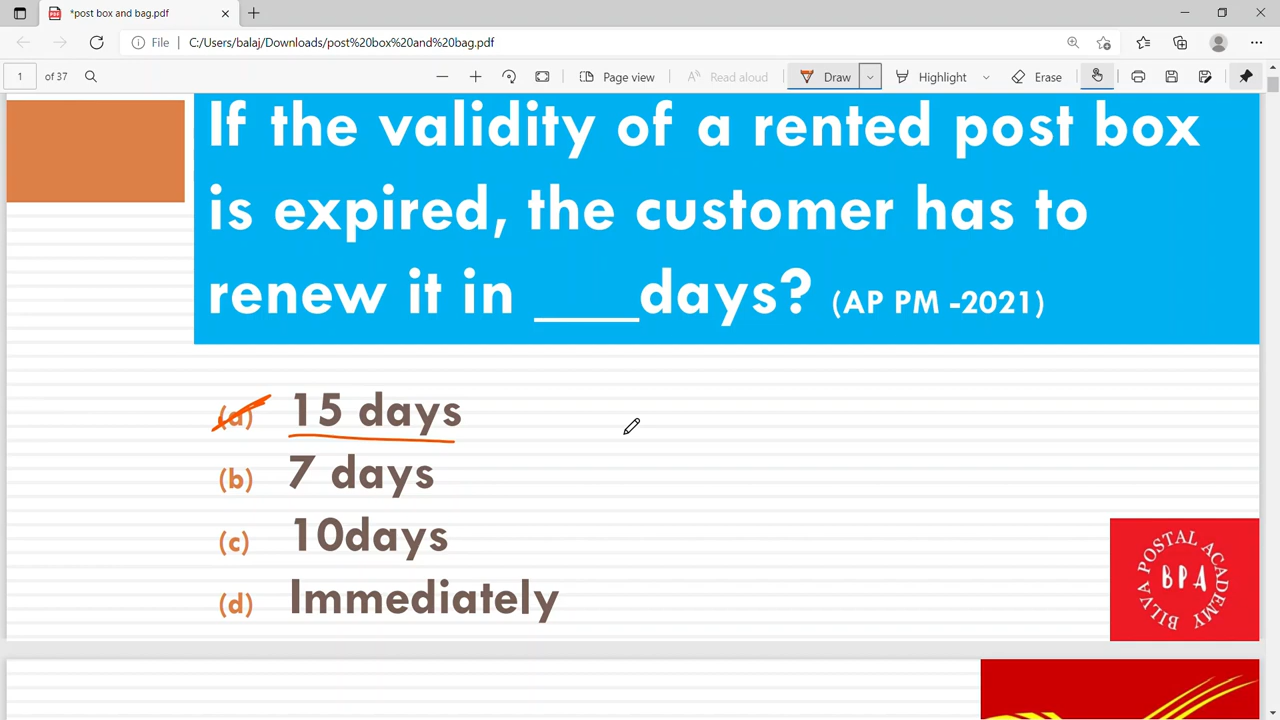 *post box and bag.pdf
File
C:/Users/balaj/Downloads/post%20box%20and%20bag.pdf
1 of 37
Page view
Read aloud
Draw
Highlight
Erase
If the validity of a rented post box
is expired, the customer has to
renew it in ____days? (AP PM -2021)
(a) 15 days
(b) 7 days
(c) 10days
(d) Immediately
BILVA POSTAL ACADEMY
BPA